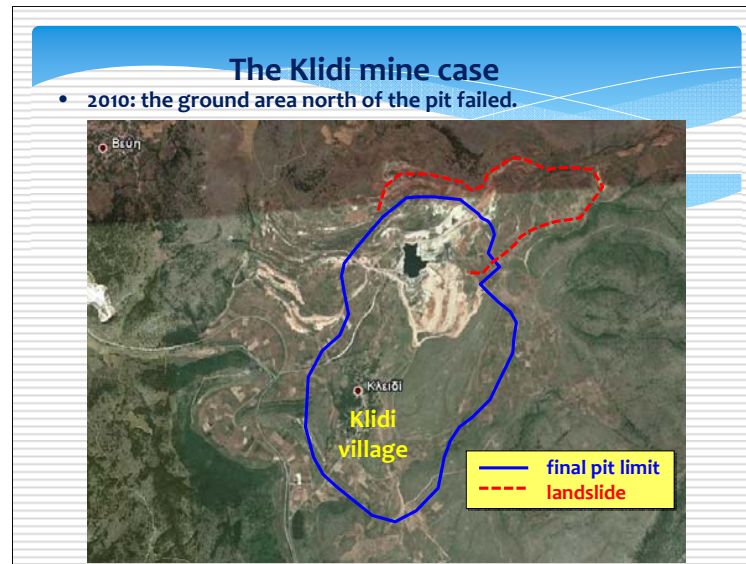 The Klidi mine case
• 2010: the ground area north of the pit failed.
Βεύη
Κλειδί
Klidi
village
final pit limit
landslide